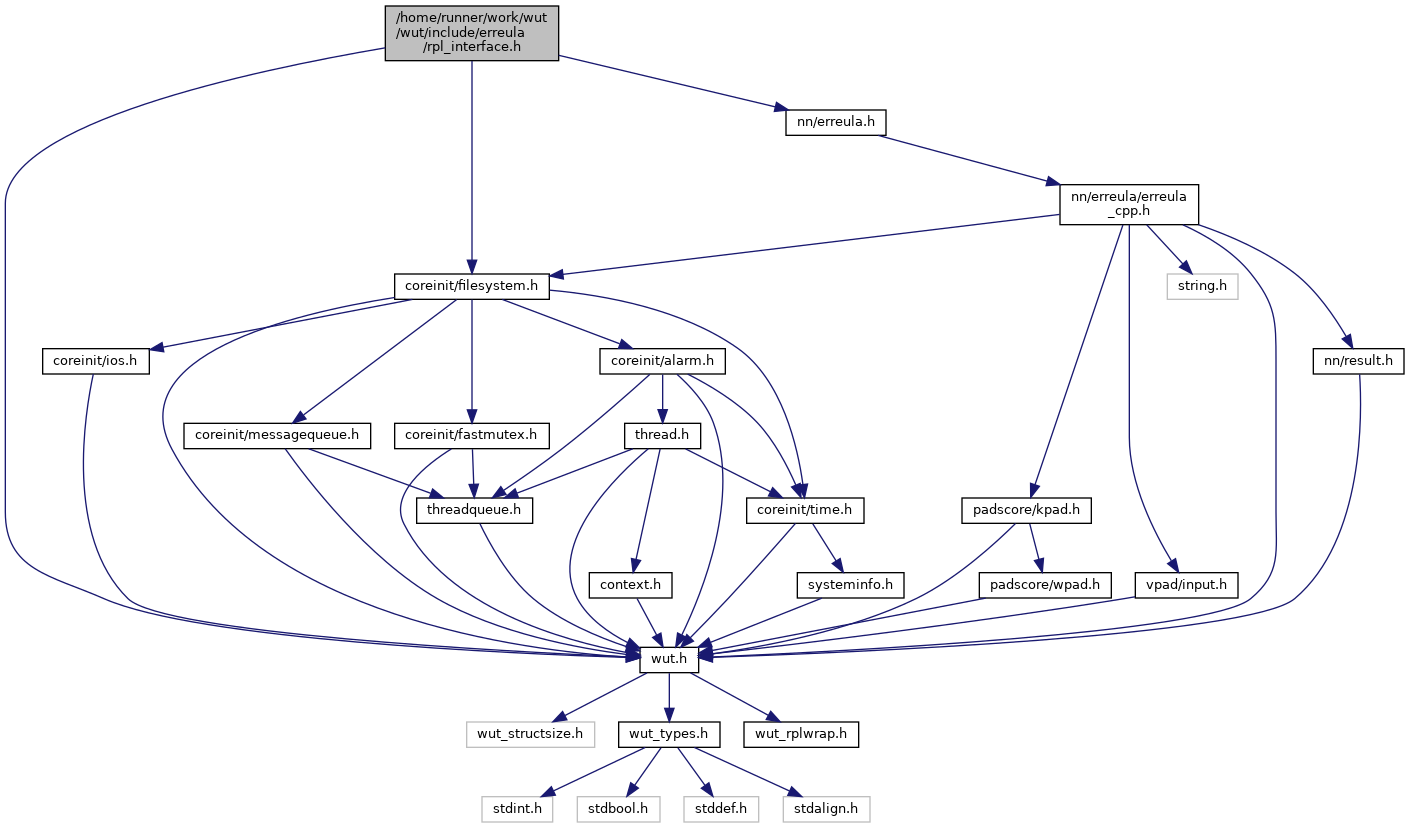 /home/runner/work/wut
/wut/include/erreula
/rpl_interface.h
nn/erreula.h
nn/erreula/erreula
_cpp.h
coreinit/filesystem.h
string.h
coreinit/ios.h
coreinit/alarm.h
nn/result.h
coreinit/messagequeue.h
coreinit/fastmutex.h
thread.h
threadqueue.h
coreinit/time.h
padscore/kpad.h
context.h
systeminfo.h
padscore/wpad.h
vpad/input.h
wut.h
wut_structsize.h
wut_types.h
wut_rplwrap.h
stdint.h
stdbool.h
stddef.h
stdalign.h